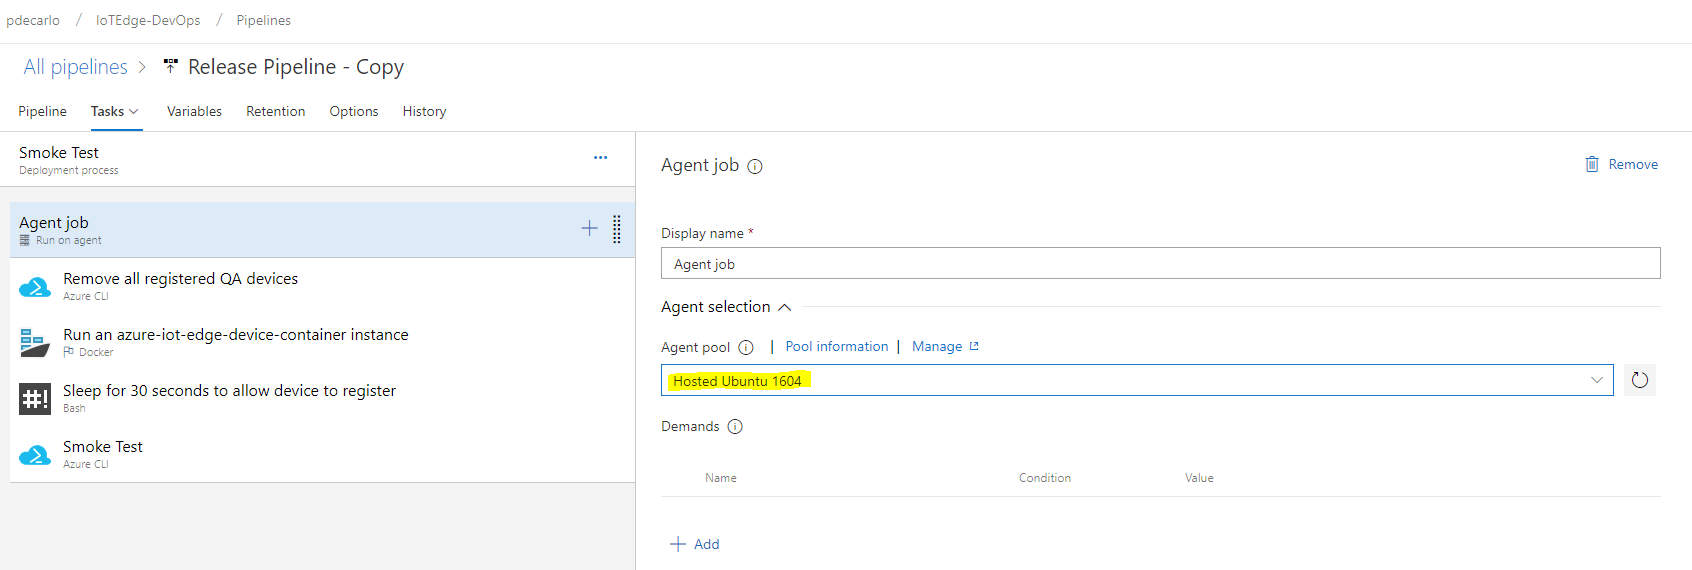 pdecarlo / IoTEdge-DevOps / Pipelines
All pipelines > Release Pipeline - Copy
Pipeline Tasks Variables Retention Options History
Smoke Test
Deployment process
...
Agent job
Run on agent
Remove all registered QA devices
Azure CLI
Run an azure-iot-edge-device-container instance
Docker
Sleep for 30 seconds to allow device to register
Bash
Smoke Test
Azure CLI
Agent job
Remove
Display name *
Agent job
Agent selection
Agent pool | Pool information | Manage
Hosted Ubuntu 1604
Demands
Name Condition Value
+ Add